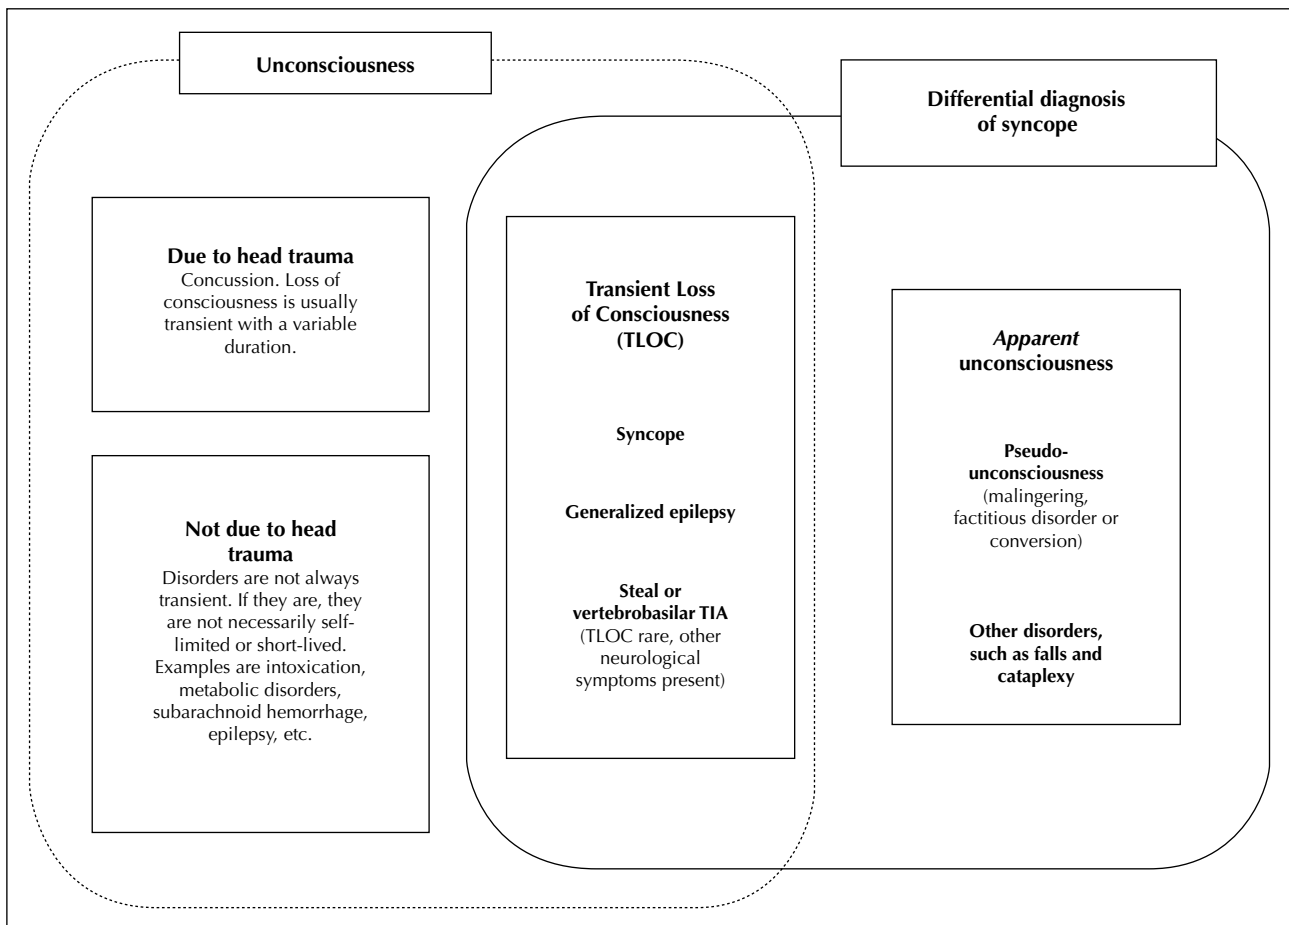 Unconsciousness
Differential diagnosis
of syncope
Due to head trauma
Concussion. Loss of
consciousness is usually
transient with a variable
duration.
Not due to head
trauma
Disorders are not always
transient. If they are, they
are not necessarily self-
limited or short-lived.
Examples are intoxication,
metabolic disorders,
subarachnoid hemorrhage,
epilepsy, etc.
Transient Loss
of Consciousness
(TLOC)
Syncope
Generalized epilepsy
Steal or
vertebrobasilar TIA
(TLOC rare, other
neurological
symptoms present)
Apparent
unconsciousness
Pseudo-
unconsciousness
(malingering,
factitious disorder or
conversion)
Other disorders,
such as falls and
cataplexy